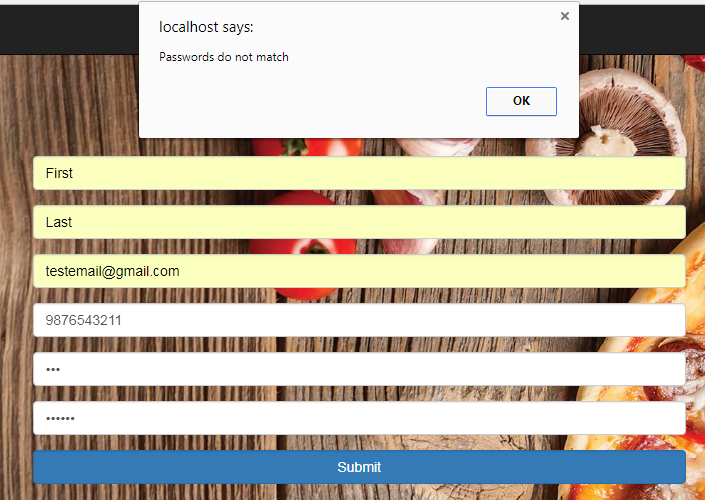 localhost says:
Passwords do not match
OK
First
Last
testemail@gmail.com
9876543211
•••
••••••
Submit